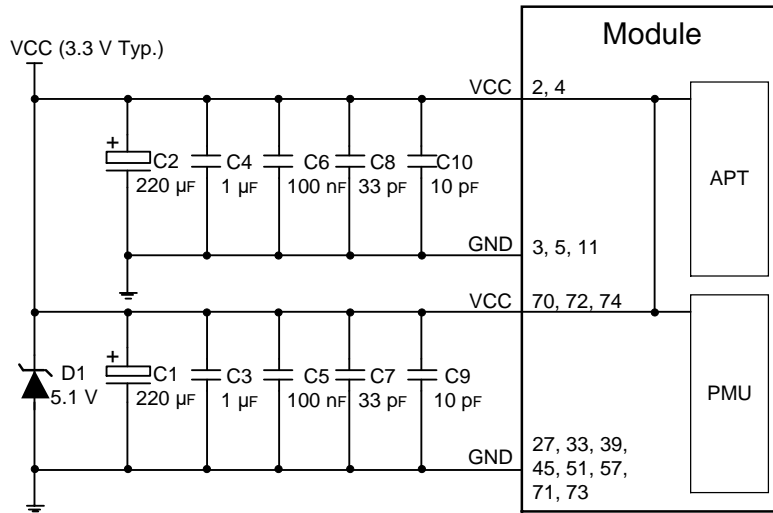 Module
VCC (3.3 V Typ.)
VCC 2, 4
+
C2 C4 C6 C8 C10
220 µF 1 µF 100 nF 33 pF 10 pF
APT
GND 3, 5, 11
VCC 70, 72, 74
+
D1 C1 C3 C5 C7 C9
5.1 V 220 µF 1 µF 100 nF 33 pF 10 pF
PMU
GND
27, 33, 39,
45, 51, 57,
71, 73